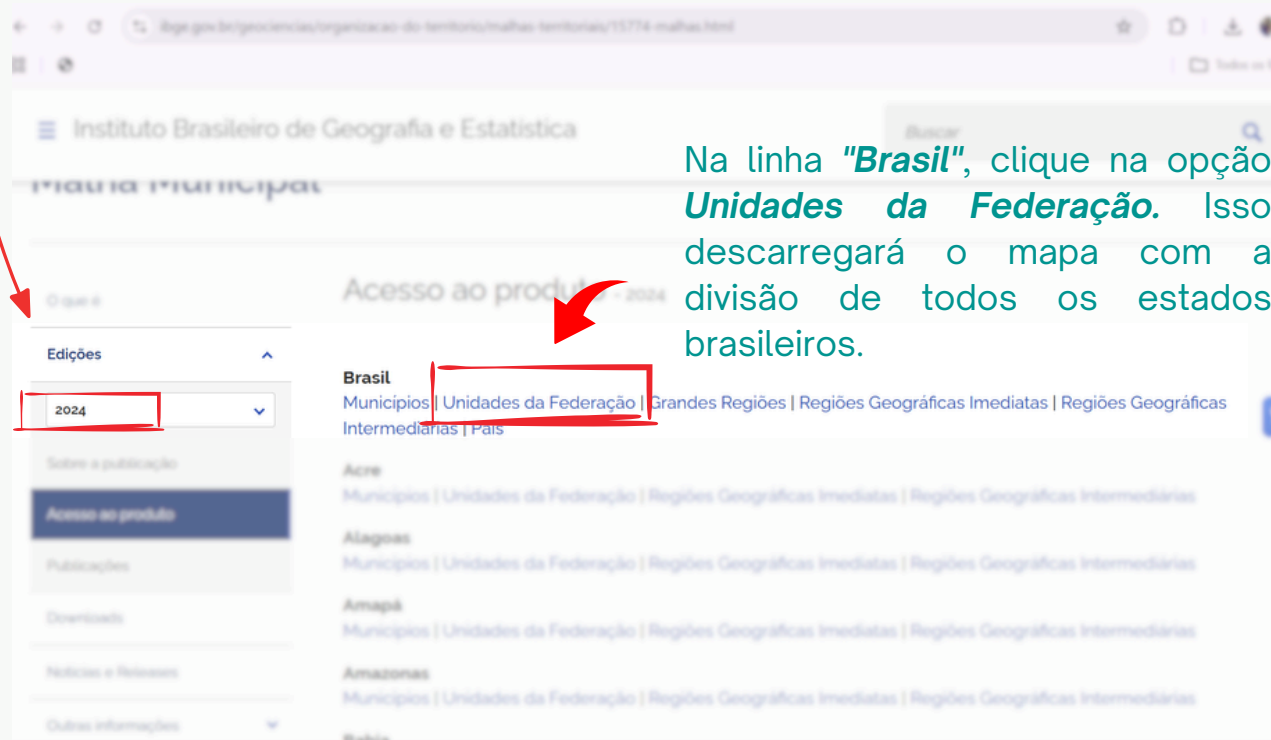 ibge.gov.br/geociencias/organizacao-do-territorio/malhas-territoriais/15774-malhas.html
Todos os
Instituto Brasileiro de Geografia e Estatística
Buscar
Malha Municipal
Na linha "Brasil", clique na opção
Unidades da Federação. Isso
descarregará o mapa com a
divisão de todos os estados
brasileiros.
Acesso ao produto - 2024
O que é
Edições
2024
Sobre a publicação
Acesso ao produto
Publicações
Downloads
Notícias e Releases
Outras informações
Brasil
Municípios | Unidades da Federação | Grandes Regiões | Regiões Geográficas Imediatas | Regiões Geográficas
Intermediárias | País
Acre
Municípios | Unidades da Federação | Regiões Geográficas Imediatas | Regiões Geográficas Intermediárias
Alagoas
Municípios | Unidades da Federação | Regiões Geográficas Imediatas | Regiões Geográficas Intermediárias
Amapá
Municípios | Unidades da Federação | Regiões Geográficas Imediatas | Regiões Geográficas Intermediárias
Amazonas
Municípios | Unidades da Federação | Regiões Geográficas Imediatas | Regiões Geográficas Intermediárias
Bahia